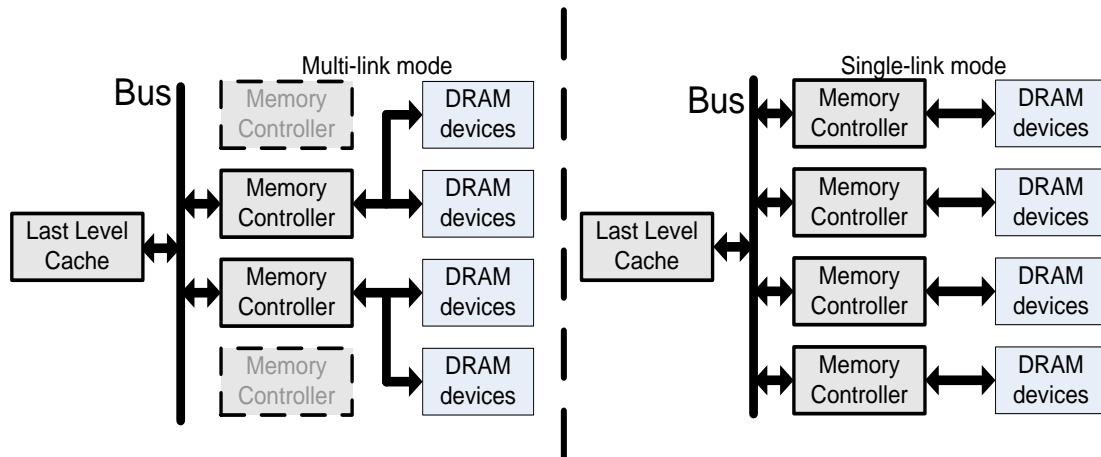 Multi-link mode
Bus
Memory
Controller
DRAM
devices
Memory
Controller
DRAM
devices
Last Level
Cache
Memory
Controller
DRAM
devices
Memory
Controller
DRAM
devices
Single-link mode
Bus
Memory
Controller
DRAM
devices
Memory
Controller
DRAM
devices
Last Level
Cache
Memory
Controller
DRAM
devices
Memory
Controller
DRAM
devices